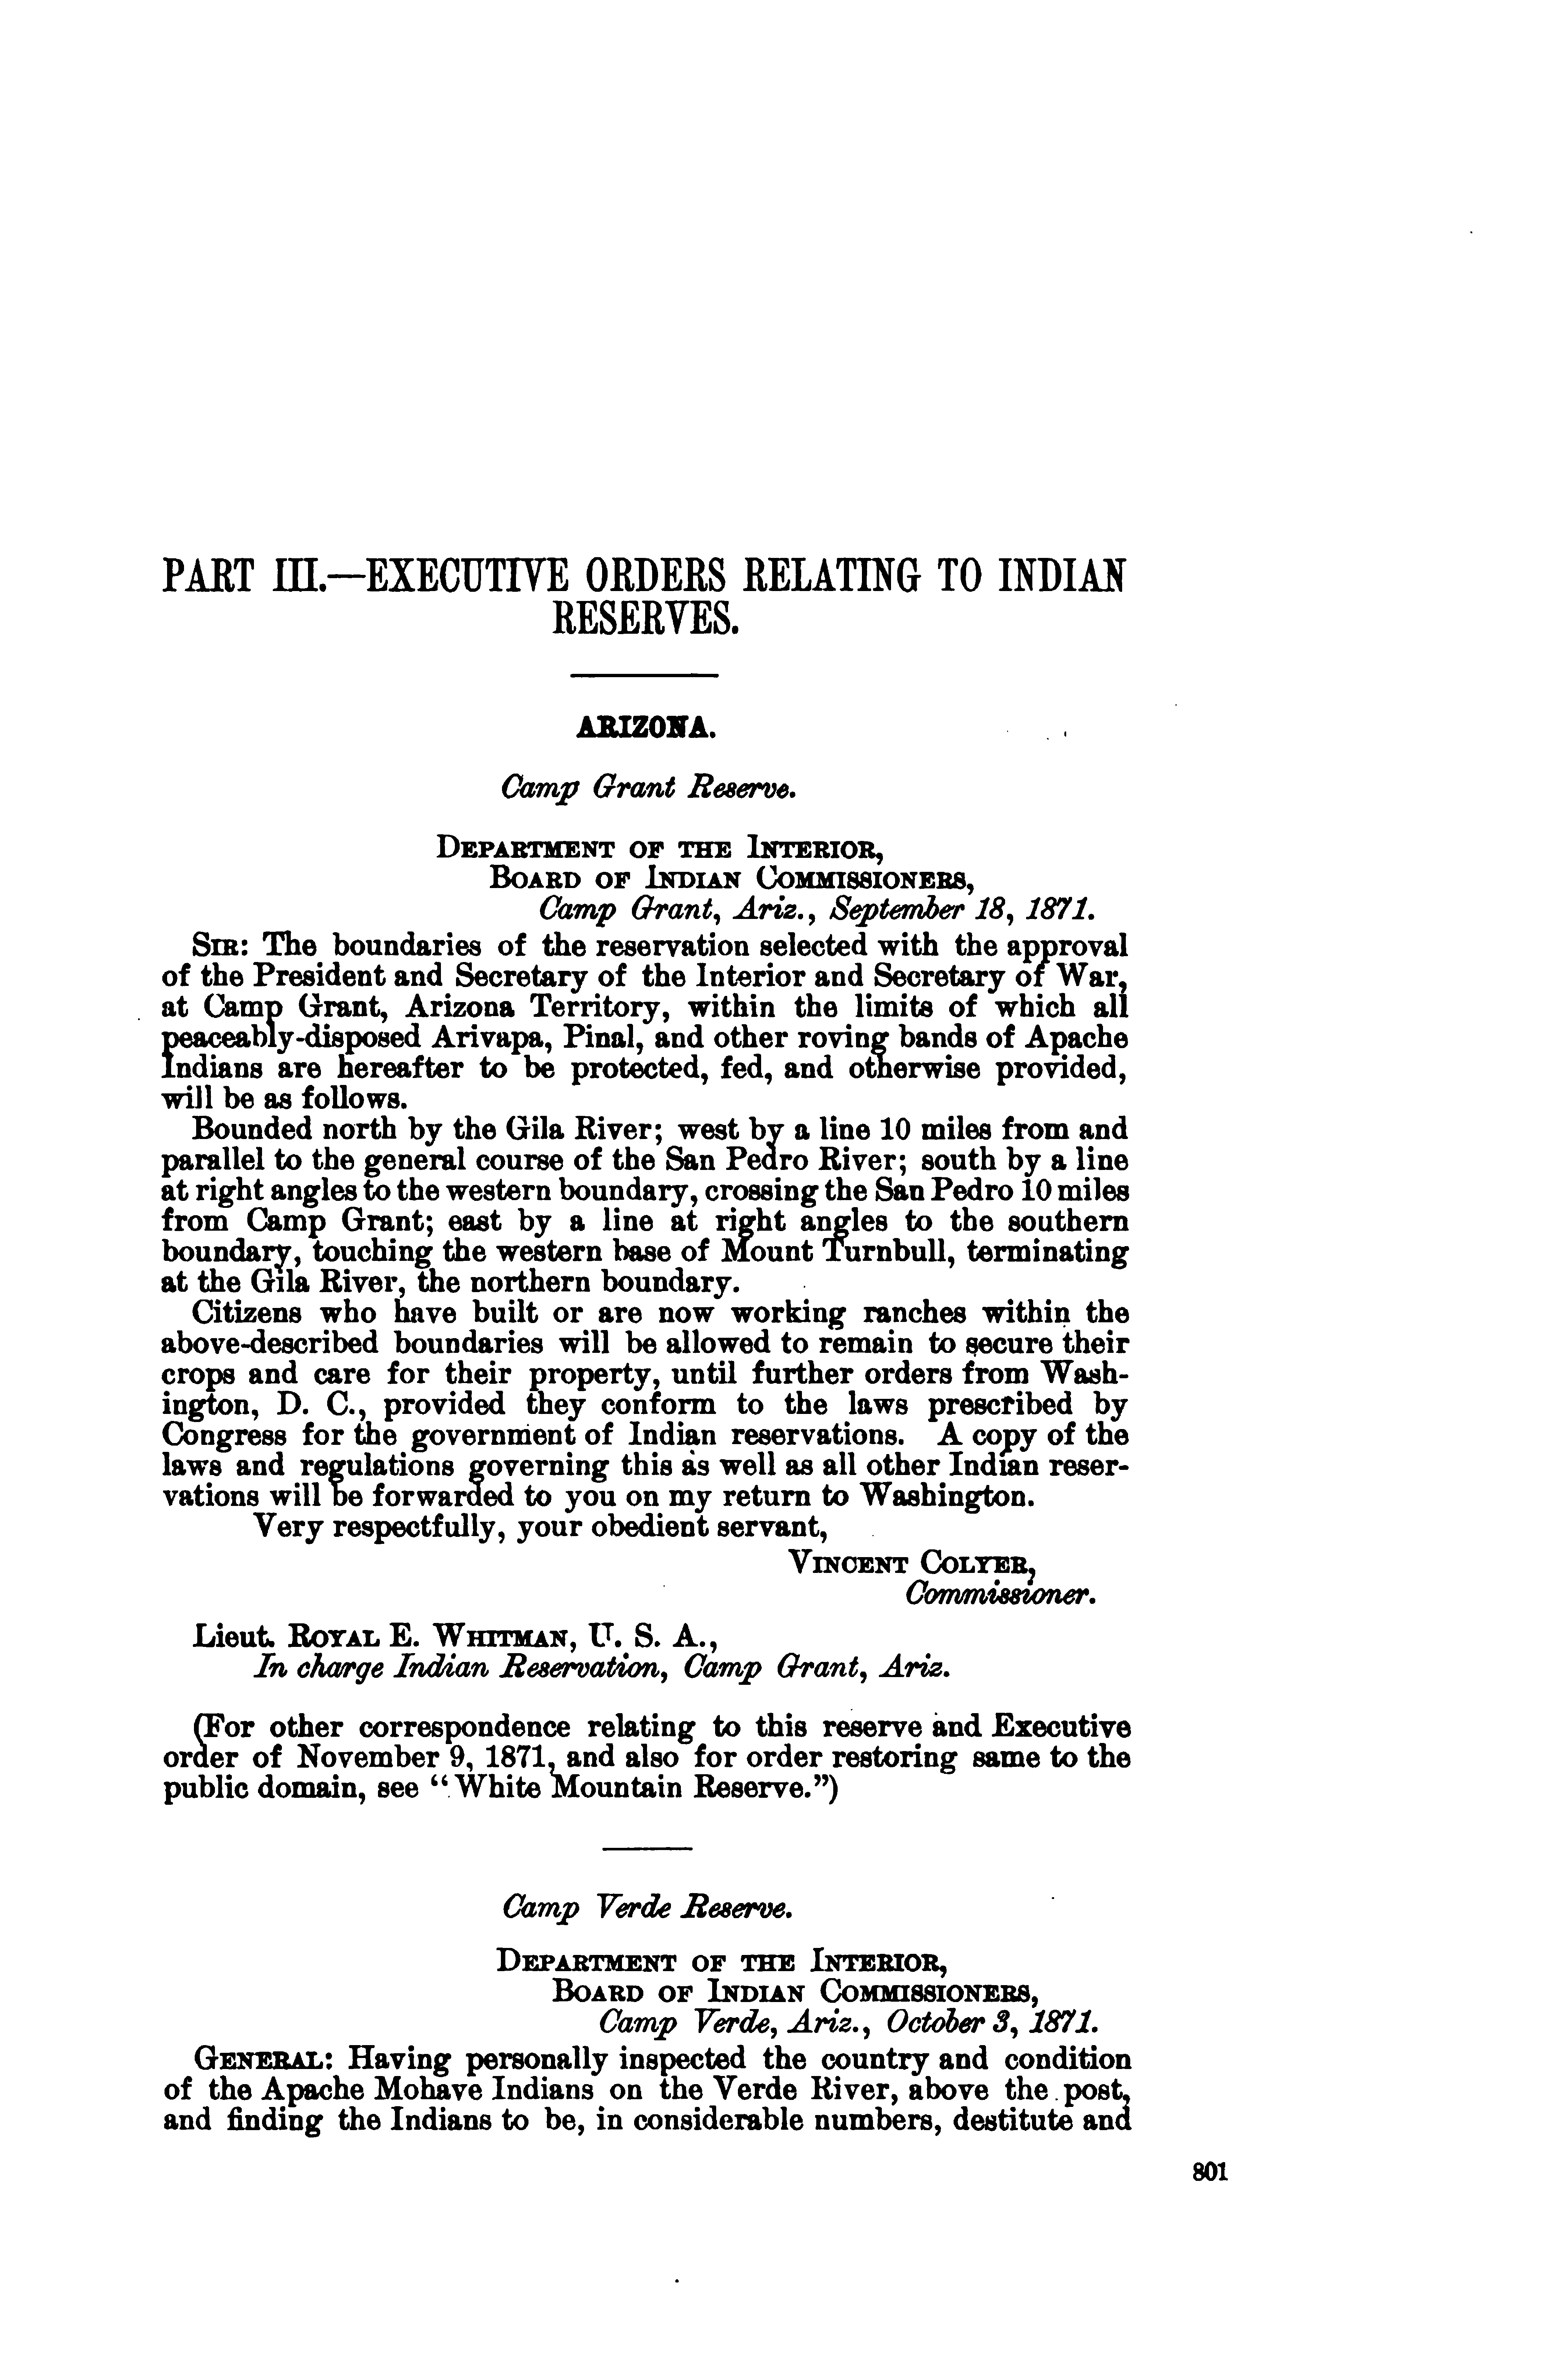 PART III.—EXECUTIVE ORDERS RELATING TO INDIAN
RESERVES.
ARIZONA.
Camp Grant Reserve.
DEPARTMENT OF THE INTERIOR,
BOARD OF INDIAN COMMISSIONERS,
Camp Grant, Ariz., September 18, 1871.
SIR: The boundaries of the reservation selected with the approval
of the President and Secretary of the Interior and Secretary of War,
at Camp Grant, Arizona Territory, within the limits of which all
peaceably-disposed Arivapa, Pinal, and other roving bands of Apache
Indians are hereafter to be protected, fed, and otherwise provided,
will be as follows.
Bounded north by the Gila River; west by a line 10 miles from and
parallel to the general course of the San Pedro River; south by a line
at right angles to the western boundary, crossing the San Pedro 10 miles
from Camp Grant; east by a line at right angles to the southern
boundary, touching the western base of Mount Turnbull, terminating
at the Gila River, the northern boundary.
Citizens who have built or are now working ranches within the
above-described boundaries will be allowed to remain to secure their
crops and care for their property, until further orders from Wash-
ington, D. C., provided they conform to the laws prescribed by
Congress for the government of Indian reservations. A copy of the
laws and regulations governing this as well as all other Indian reser-
vations will be forwarded to you on my return to Washington.
Very respectfully, your obedient servant,
VINCENT COLYER,
Commissioner.
Lieut. ROYAL E. WHITMAN, U. S. A.,
In charge Indian Reservation, Camp Grant, Ariz.
(For other correspondence relating to this reserve and Executive
order of November 9, 1871, and also for order restoring same to the
public domain, see "White Mountain Reserve.")
Camp Verde Reserve.
DEPARTMENT OF THE INTERIOR,
BOARD OF INDIAN COMMISSIONERS,
Camp Verde, Ariz., October 3, 1871.
GENERAL: Having personally inspected the country and condition
of the Apache Mohave Indians on the Verde River, above the post,
and finding the Indians to be, in considerable numbers, destitute and
801